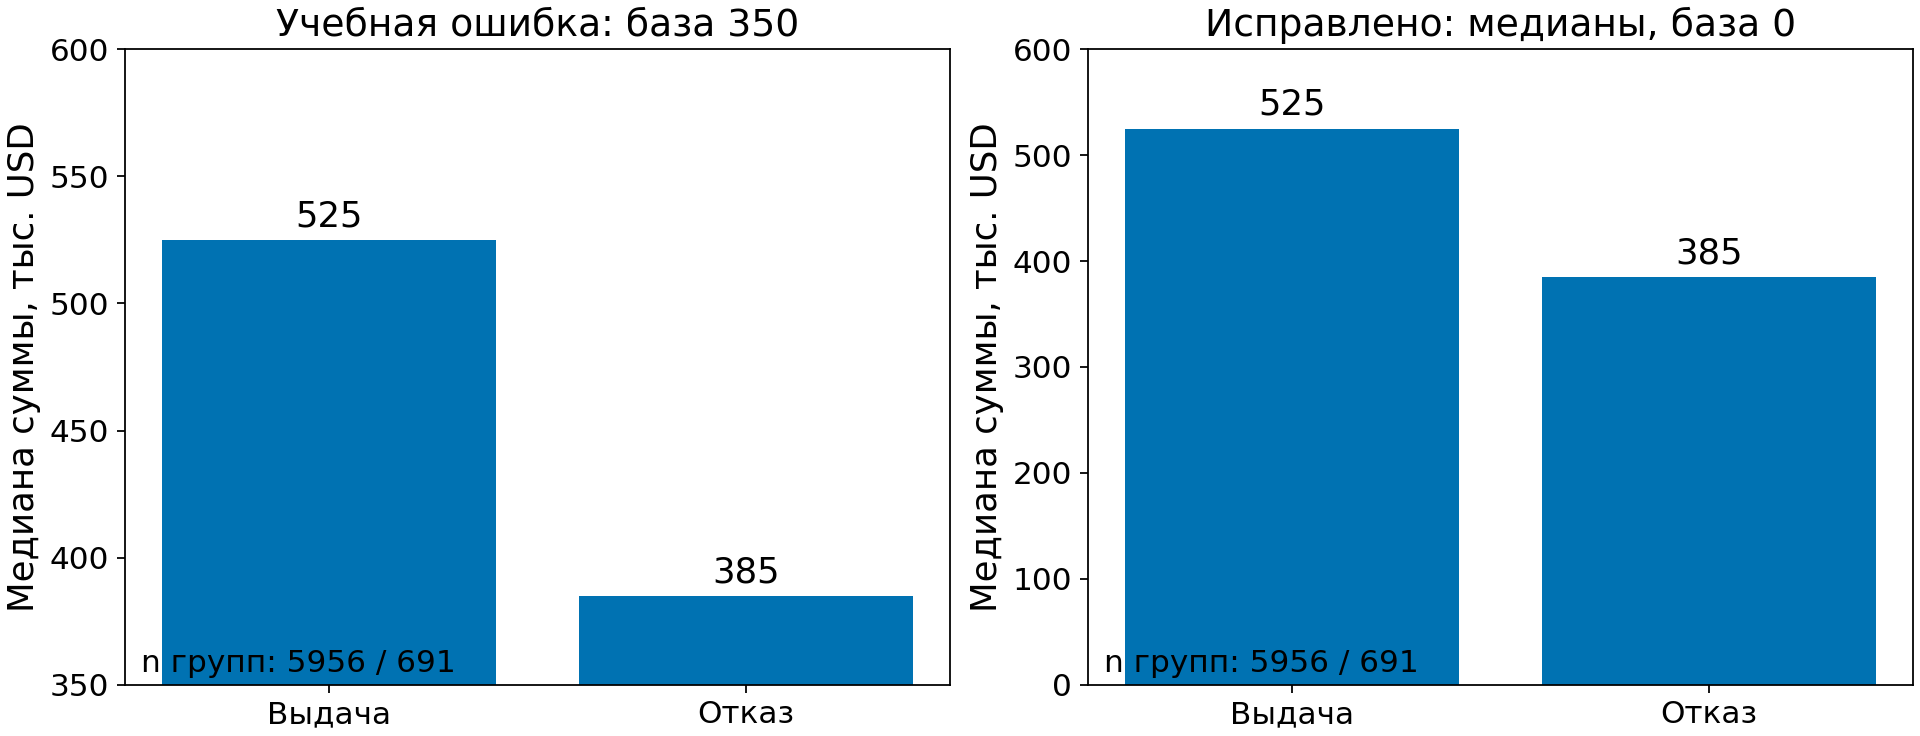 Учебная ошибка: база 350
Медиана суммы, тыс. USD
600
550
500
450
400
350
525
385
n групп: 5956 / 691
Выдача
Отказ
Исправлено: медианы, база 0
Медиана суммы, тыс. USD
600
500
400
300
200
100
0
525
385
n групп: 5956 / 691
Выдача
Отказ